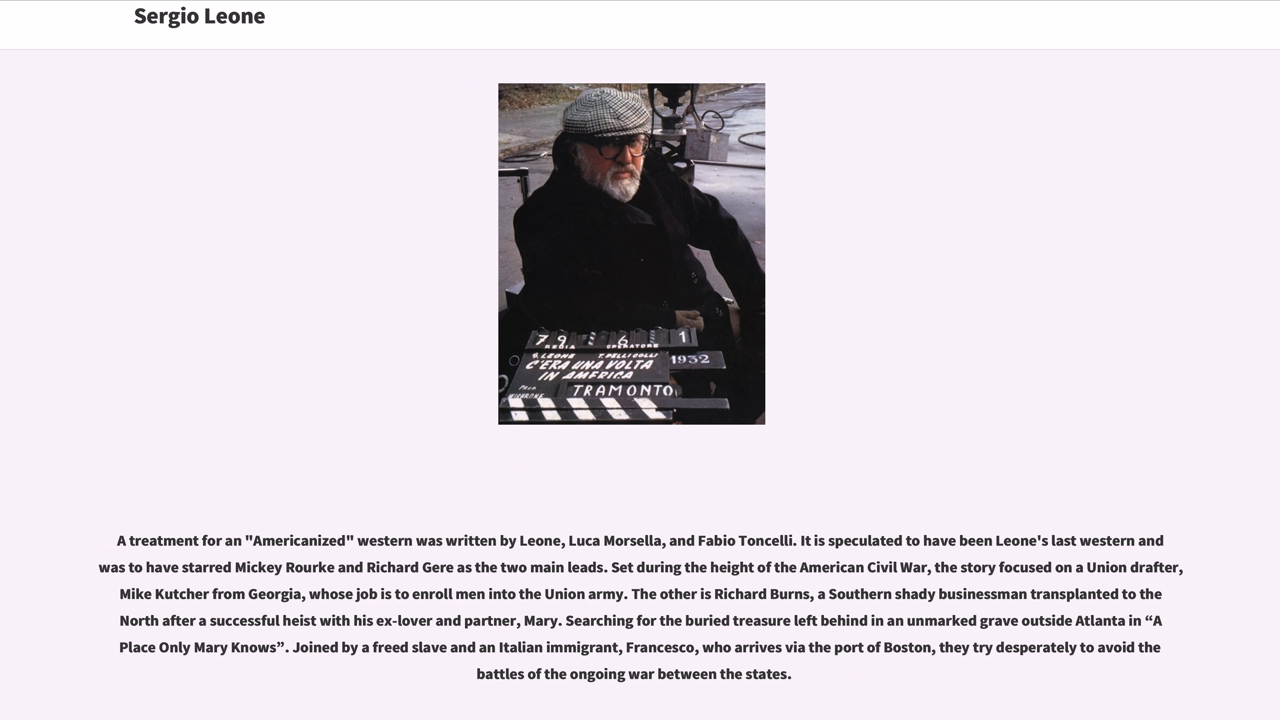 Sergio Leone
7 9 6 1
REGIA OPERATORE
S. LEONE T. DELLI COLLI 1932
C'ERA UNA VOLTA
IN AMERICA
TRAMONTO
A treatment for an "Americanized" western was written by Leone, Luca Morsella, and Fabio Toncelli. It is speculated to have been Leone's last western and
was to have starred Mickey Rourke and Richard Gere as the two main leads. Set during the height of the American Civil War, the story focused on a Union drafter,
Mike Kutcher from Georgia, whose job is to enroll men into the Union army. The other is Richard Burns, a Southern shady businessman transplanted to the
North after a successful heist with his ex-lover and partner, Mary. Searching for the buried treasure left behind in an unmarked grave outside Atlanta in “A
Place Only Mary Knows”. Joined by a freed slave and an Italian immigrant, Francesco, who arrives via the port of Boston, they try desperately to avoid the
battles of the ongoing war between the states.